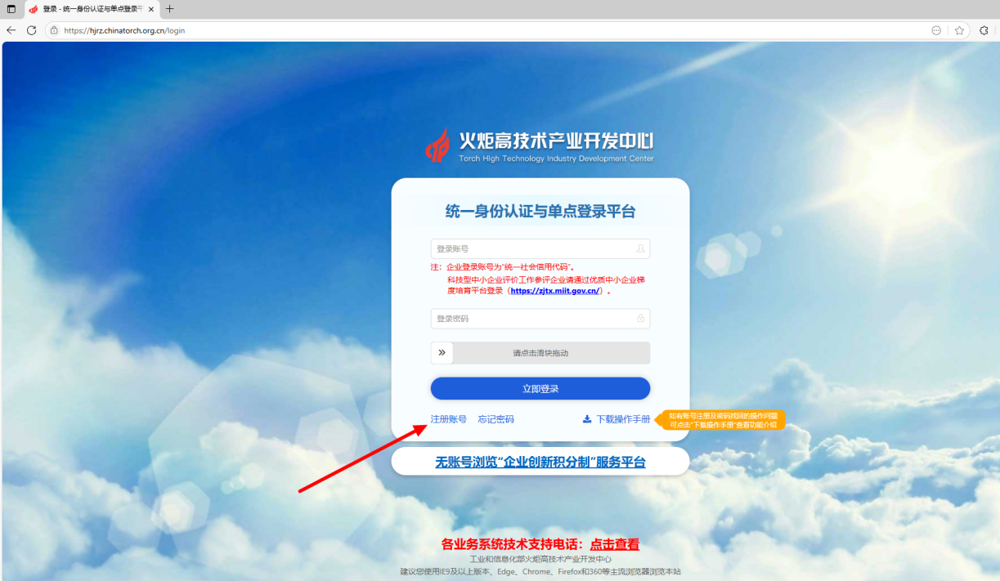 登录 - 统一身份认证与单点登录平
https://hjrz.chinatorch.org.cn/login
火炬高技术产业开发中心
Torch High Technology Industry Development Center
统一身份认证与单点登录平台
登录账号
注：企业登录账号为“统一社会信用代码”。
科技型中小企业评价工作参评企业请通过优质中小企业梯
度培育平台登录（https://zjtx.miit.gov.cn/）。
登录密码
请点击滑块拖动
立即登录
注册账号 忘记密码 下载操作手册
如有账号注册及密码找回的操作问题
可点击“下载操作手册”查看功能介绍
无账号浏览“企业创新积分制”服务平台
各业务系统技术支持电话：点击查看
工业和信息化部火炬高技术产业开发中心
建议您使用IE9及以上版本、Edge、Chrome、Firefox和360等主流浏览器浏览本站